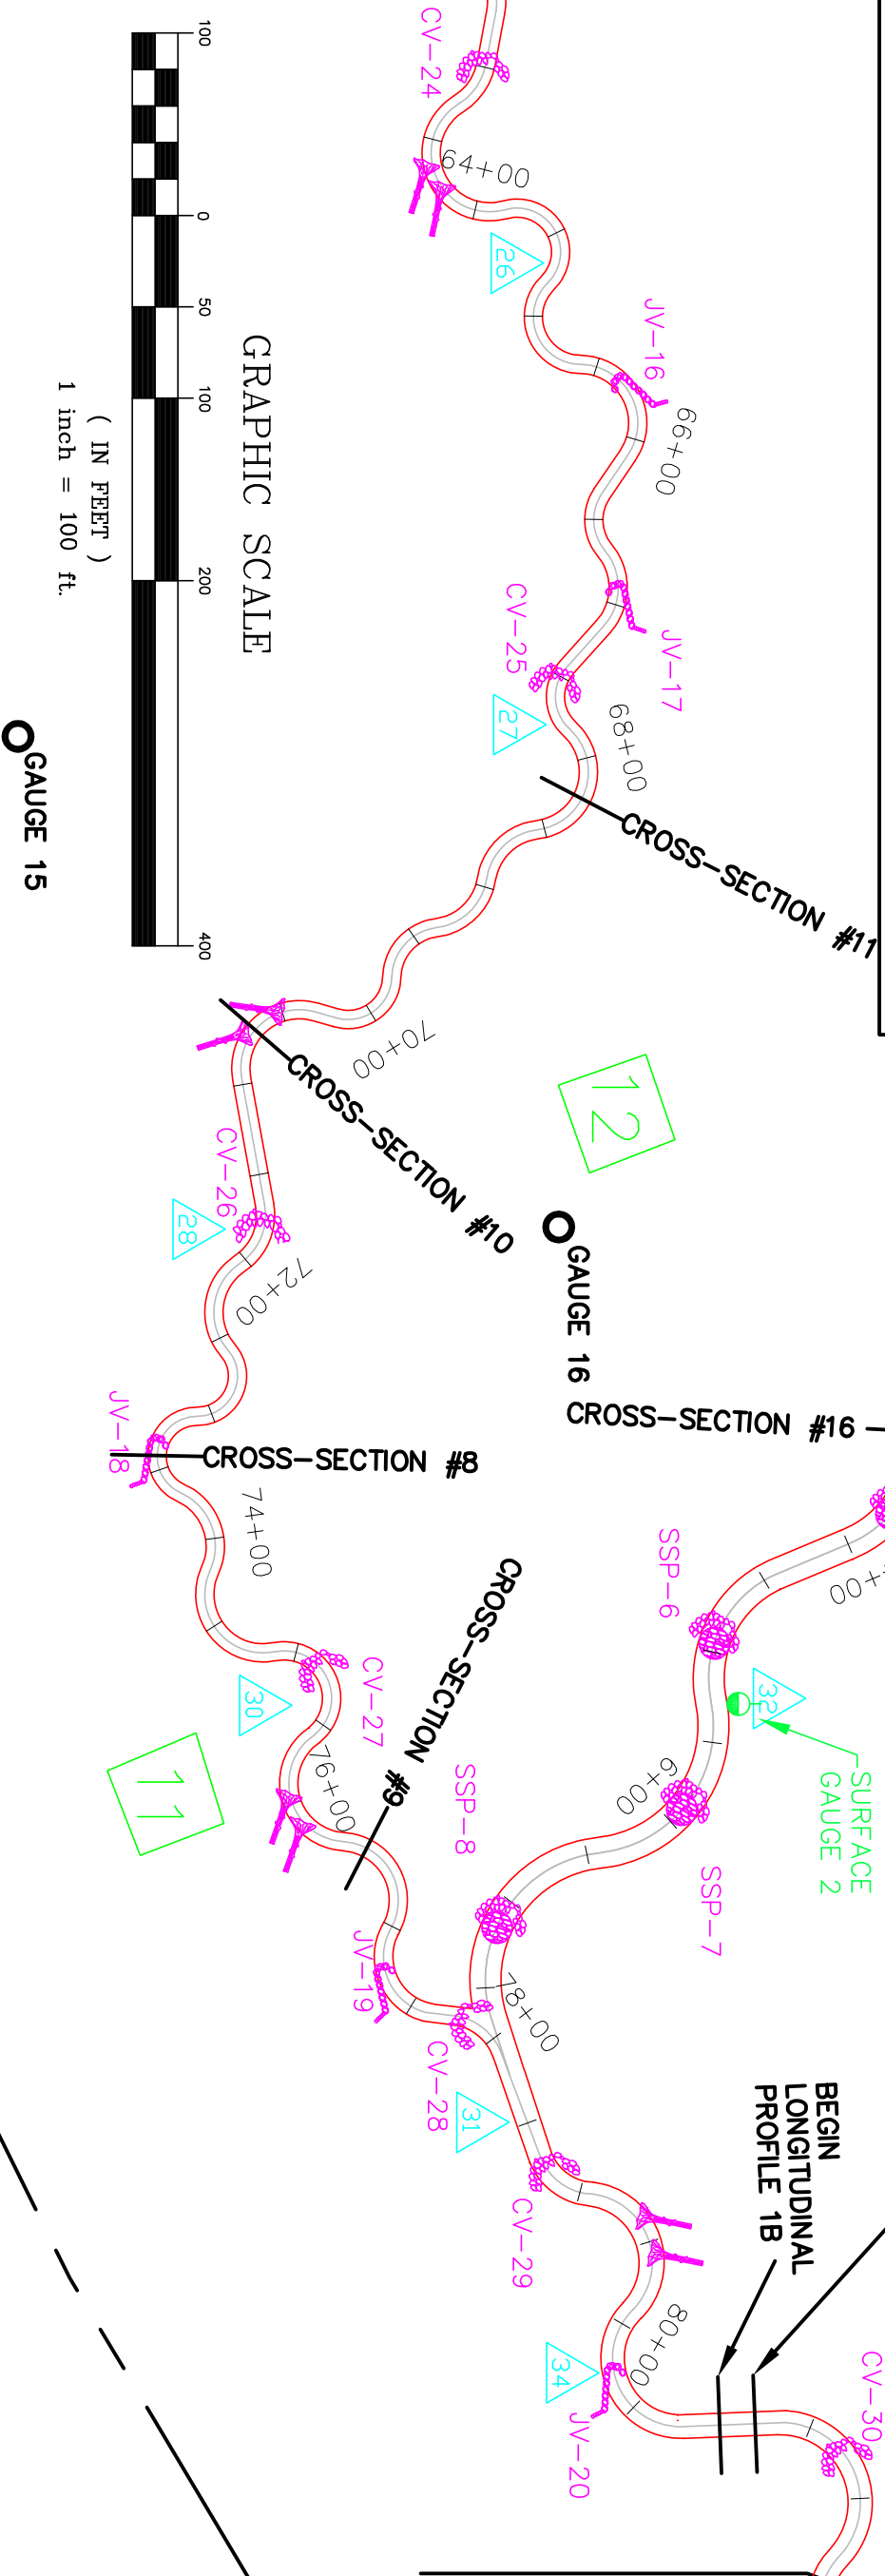 CV-24
64+00
26
JV-16
66+00
CV-25
JV-17
27
68+00
CROSS-SECTION #11
100
0
50
100
200
400
GRAPHIC SCALE
( IN FEET )
1 inch = 100 ft.
GAUGE 15
70+00
12
CROSS-SECTION #10
CV-26
28
72+00
GAUGE 16
CROSS-SECTION #16
JV-18
CROSS-SECTION #8
74+00
SSP-6
+00
32
SURFACE
GAUGE 2
CROSS-SECTION #9
CV-27
30
11
76+00
SSP-8
6+00
SSP-7
JV-19
78+00
CV-28
31
CV-29
BEGIN
LONGITUDINAL
PROFILE 1B
80+00
34
JV-20
CV-30